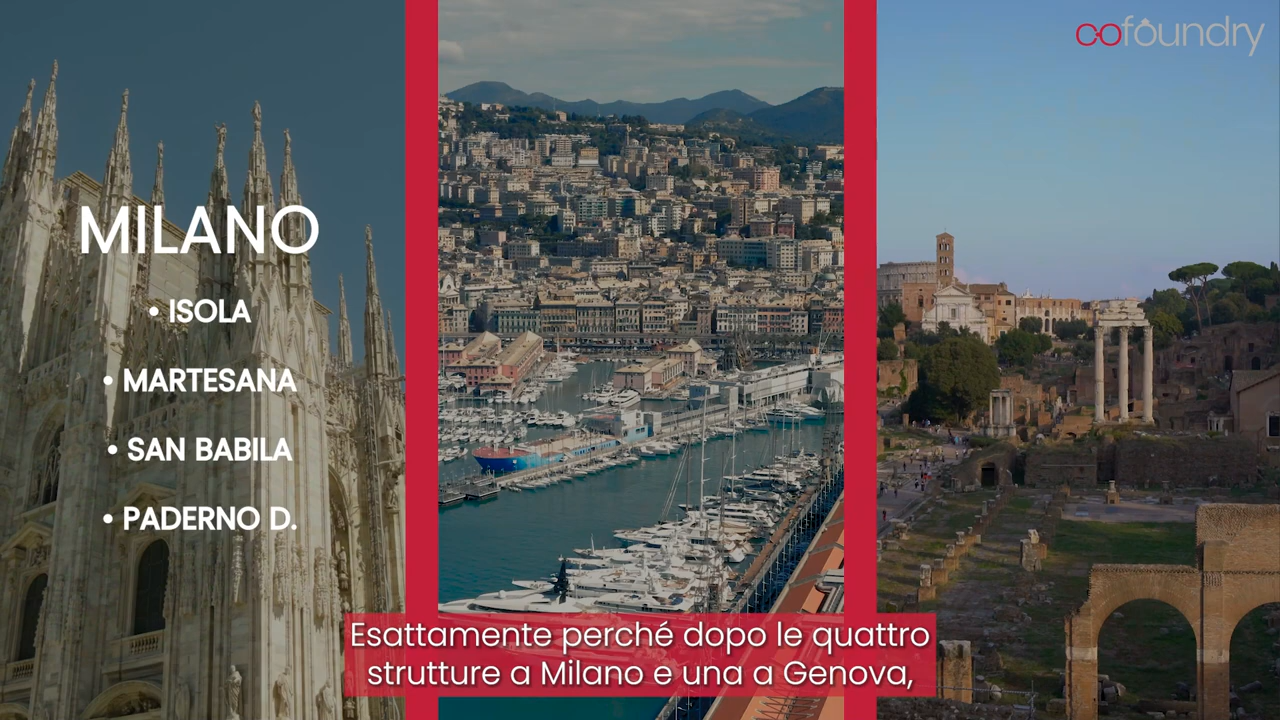 cofoundry
MILANO
• ISOLA
• MARTESANA
• SAN BABILA
• PADERNO D.
Esattamente perché dopo le quattro
strutture a Milano e una a Genova,